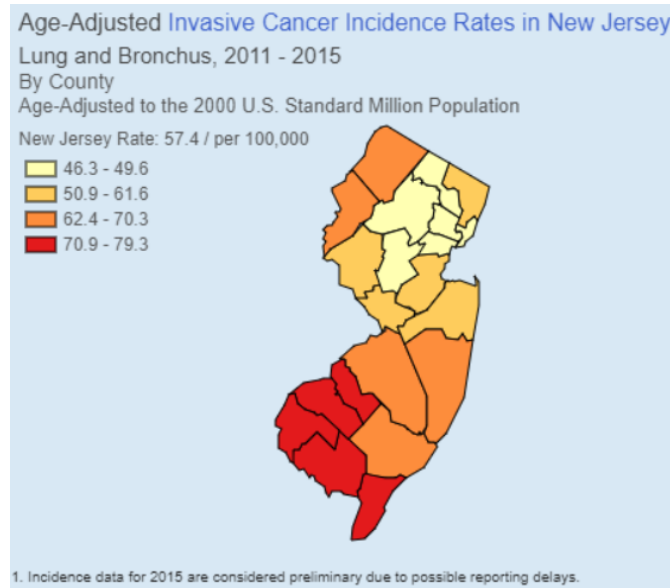 Age-Adjusted Invasive Cancer Incidence Rates in New Jersey
Lung and Bronchus, 2011 - 2015
By County
Age-Adjusted to the 2000 U.S. Standard Million Population
New Jersey Rate: 57.4 / per 100,000
46.3 - 49.6
50.9 - 61.6
62.4 - 70.3
70.9 - 79.3
1. Incidence data for 2015 are considered preliminary due to possible reporting delays.